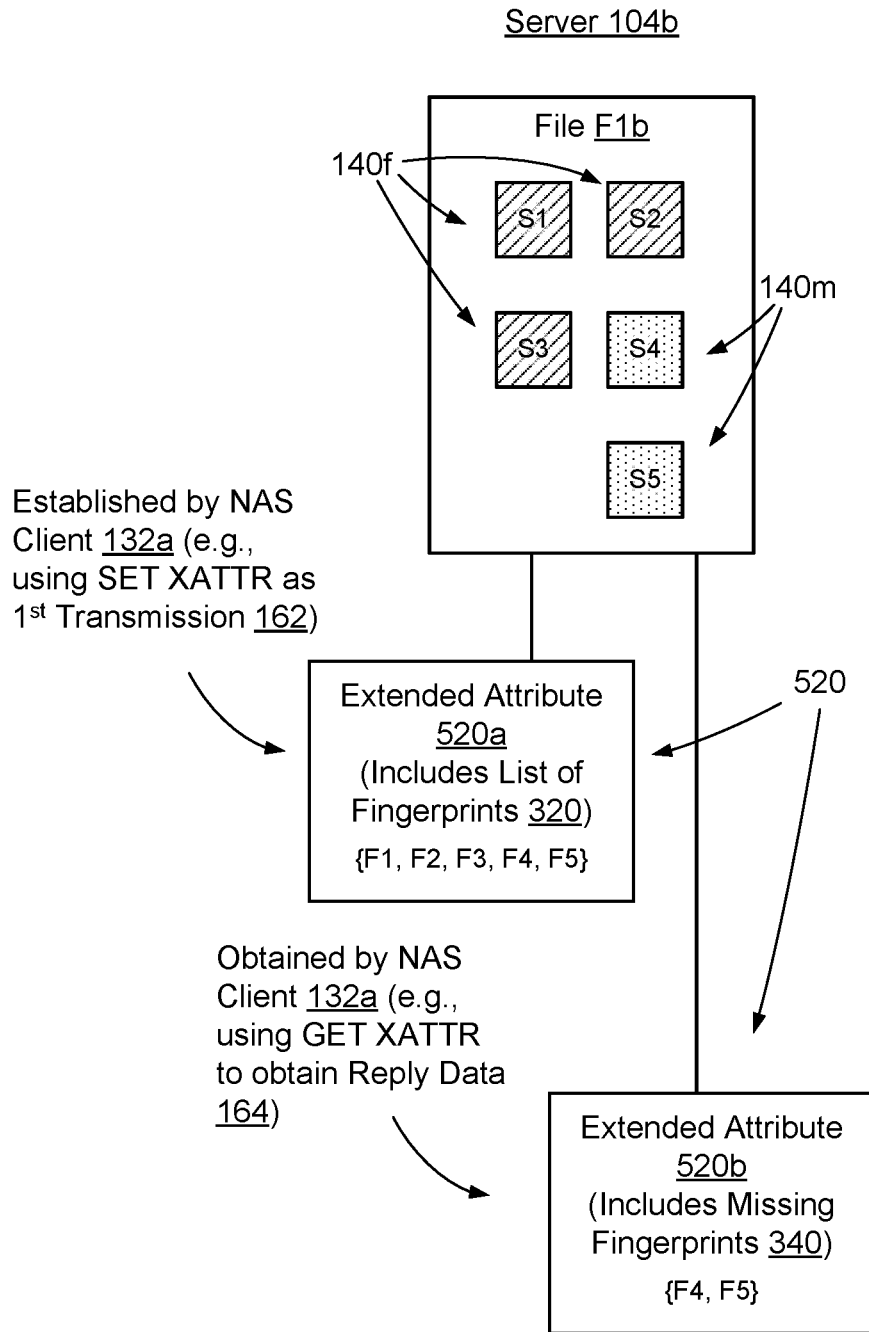 Server 104b
File F1b
140f
S1
S2
140m
S3
S4
S5
Established by NAS
Client 132a (e.g.,
using SET XATTR as
1st Transmission 162)
520
Extended Attribute
520a
(Includes List of
Fingerprints 320)
{F1, F2, F3, F4, F5}
Obtained by NAS
Client 132a (e.g.,
using GET XATTR
to obtain Reply Data
164)
Extended Attribute
520b
(Includes Missing
Fingerprints 340)
{F4, F5}